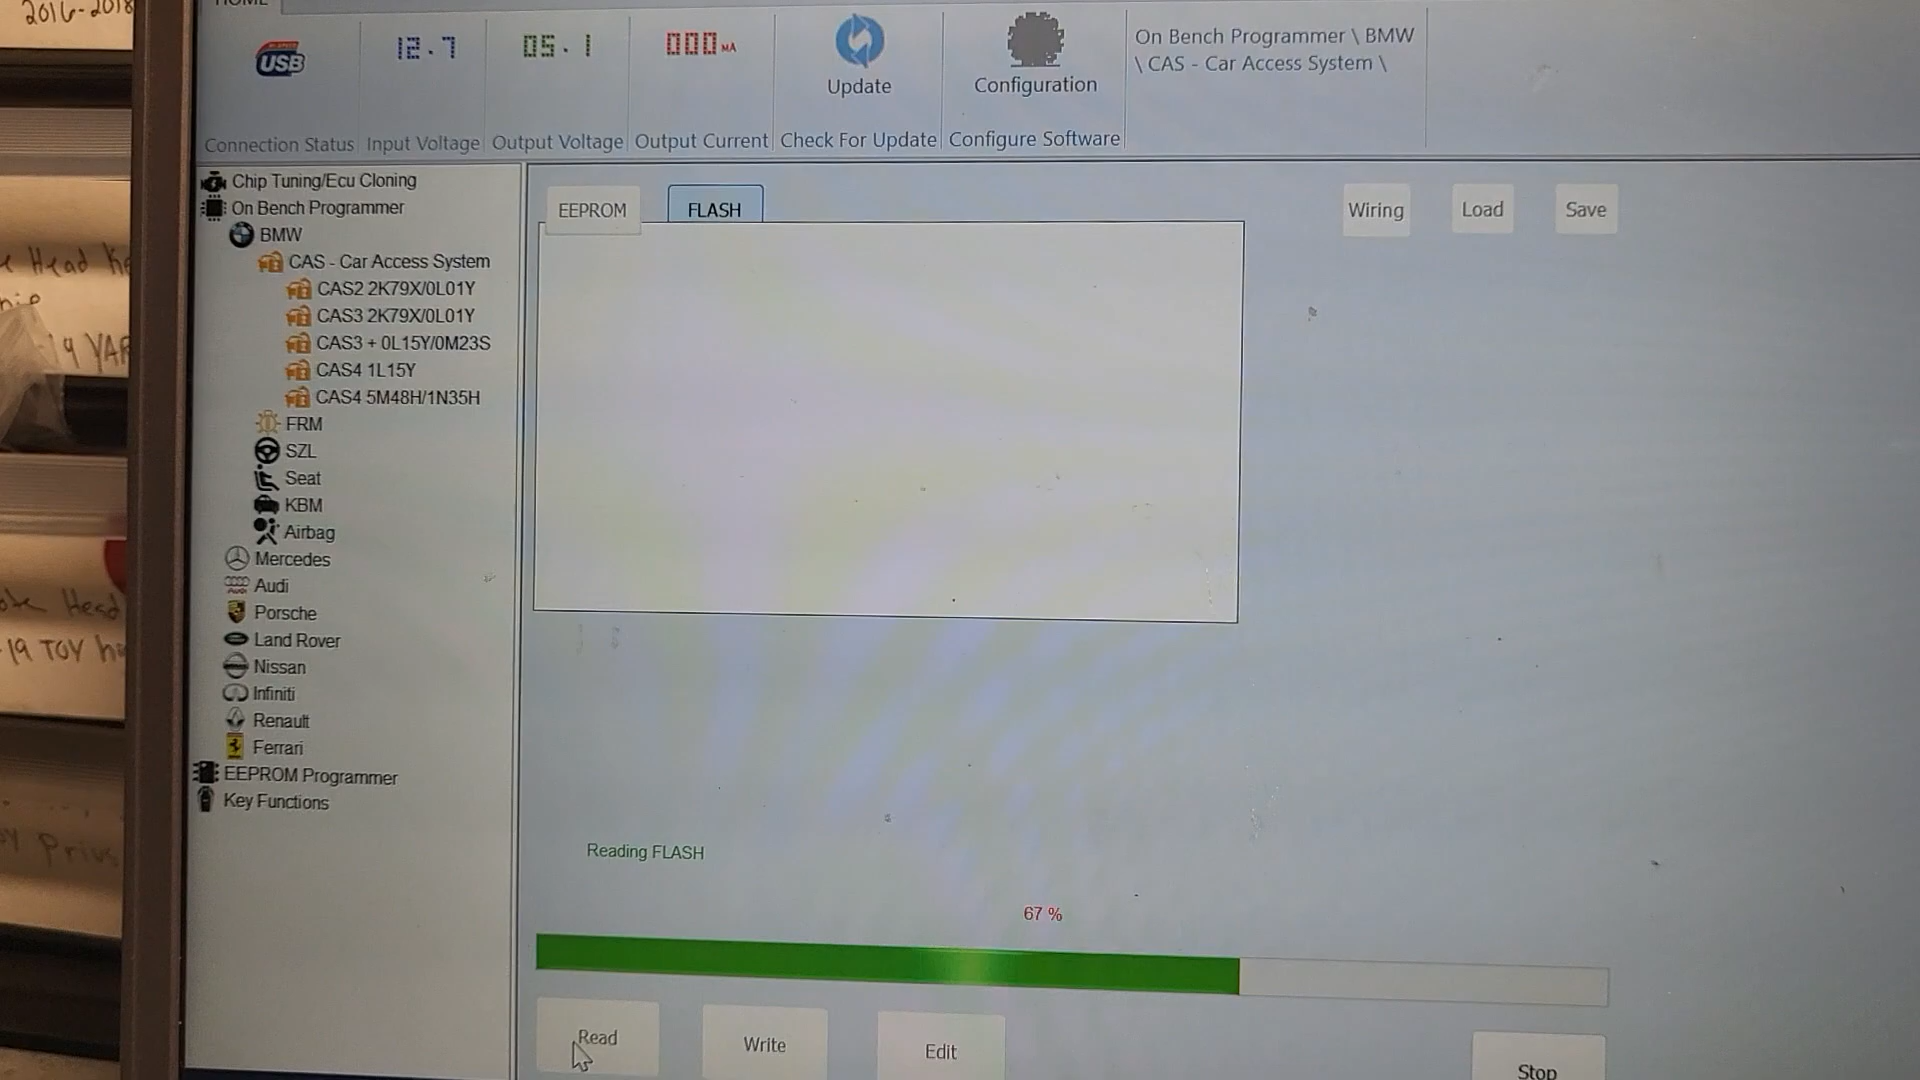 2016-2018
HOME
USB
12.7
05.1
000 MA
Update
Configuration
On Bench Programmer \ BMW
\ CAS - Car Access System \
Connection Status
Input Voltage
Output Voltage
Output Current
Check For Update
Configure Software
Chip Tuning/Ecu Cloning
On Bench Programmer
BMW
CAS - Car Access System
CAS2 2K79X/0L01Y
CAS3 2K79X/0L01Y
CAS3 + 0L15Y/0M23S
CAS4 1L15Y
CAS4 5M48H/1N35H
FRM
SZL
Seat
KBM
Airbag
Mercedes
Audi
Porsche
Land Rover
Nissan
Infiniti
Renault
Ferrari
EEPROM Programmer
Key Functions
EEPROM
FLASH
Wiring
Load
Save
Reading FLASH
67 %
Read
Write
Edit
Stop
Head
19 YAR
Head
19 TOY
Prius